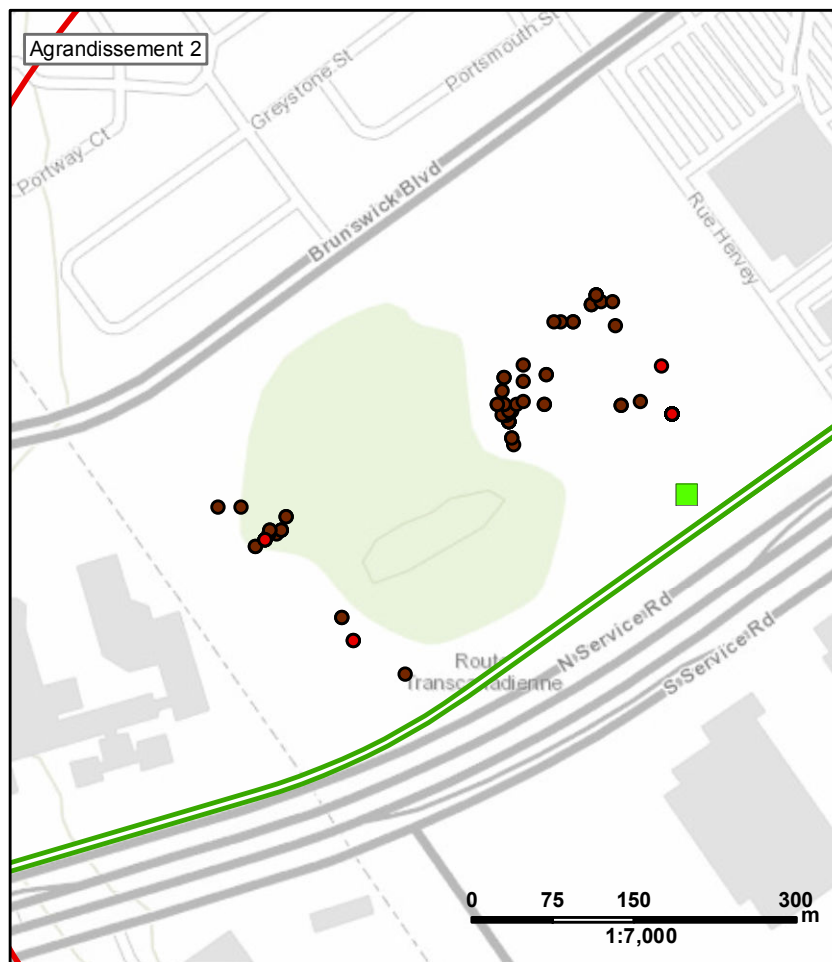 Agrandissement 2
Portsmouth St
Greystone St
Portway Ct
Brunswick Blvd
Rue Hervey
N Service Rd
S Service Rd
Route
Transcanadienne
0 75 150 300
m
1:7,000